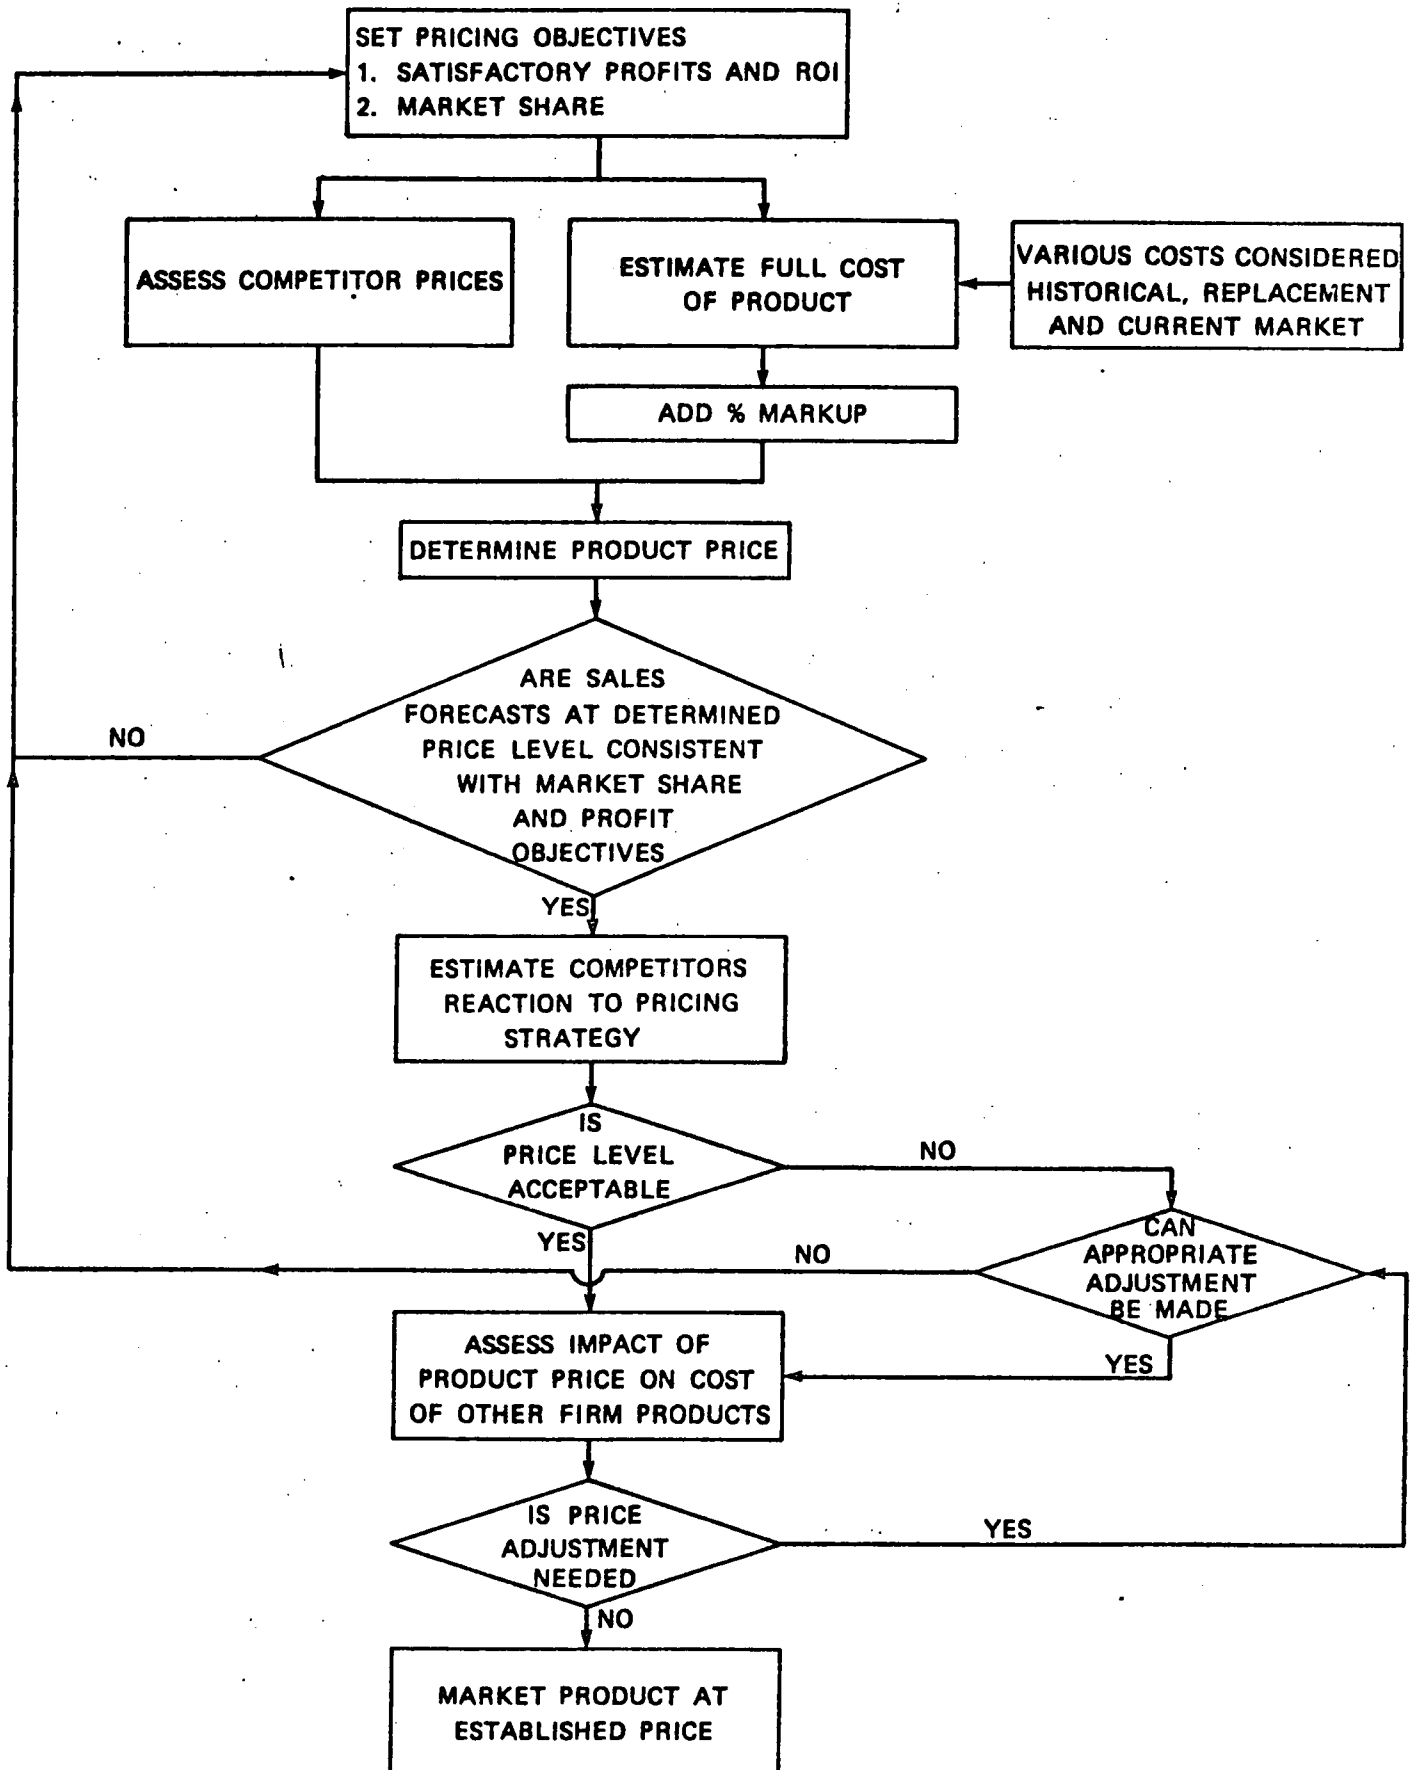 SET PRICING OBJECTIVES
1. SATISFACTORY PROFITS AND ROI
2. MARKET SHARE
ASSESS COMPETITOR PRICES
ESTIMATE FULL COST
OF PRODUCT
VARIOUS COSTS CONSIDERED
HISTORICAL, REPLACEMENT
AND CURRENT MARKET
ADD % MARKUP
DETERMINE PRODUCT PRICE
ARE SALES
FORECASTS AT DETERMINED
PRICE LEVEL CONSISTENT
WITH MARKET SHARE
AND PROFIT
OBJECTIVES
NO
YES
ESTIMATE COMPETITORS
REACTION TO PRICING
STRATEGY
IS
PRICE LEVEL
ACCEPTABLE
NO
YES
CAN
APPROPRIATE
ADJUSTMENT
BE MADE
NO
YES
ASSESS IMPACT OF
PRODUCT PRICE ON COST
OF OTHER FIRM PRODUCTS
IS PRICE
ADJUSTMENT
NEEDED
YES
NO
MARKET PRODUCT AT
ESTABLISHED PRICE